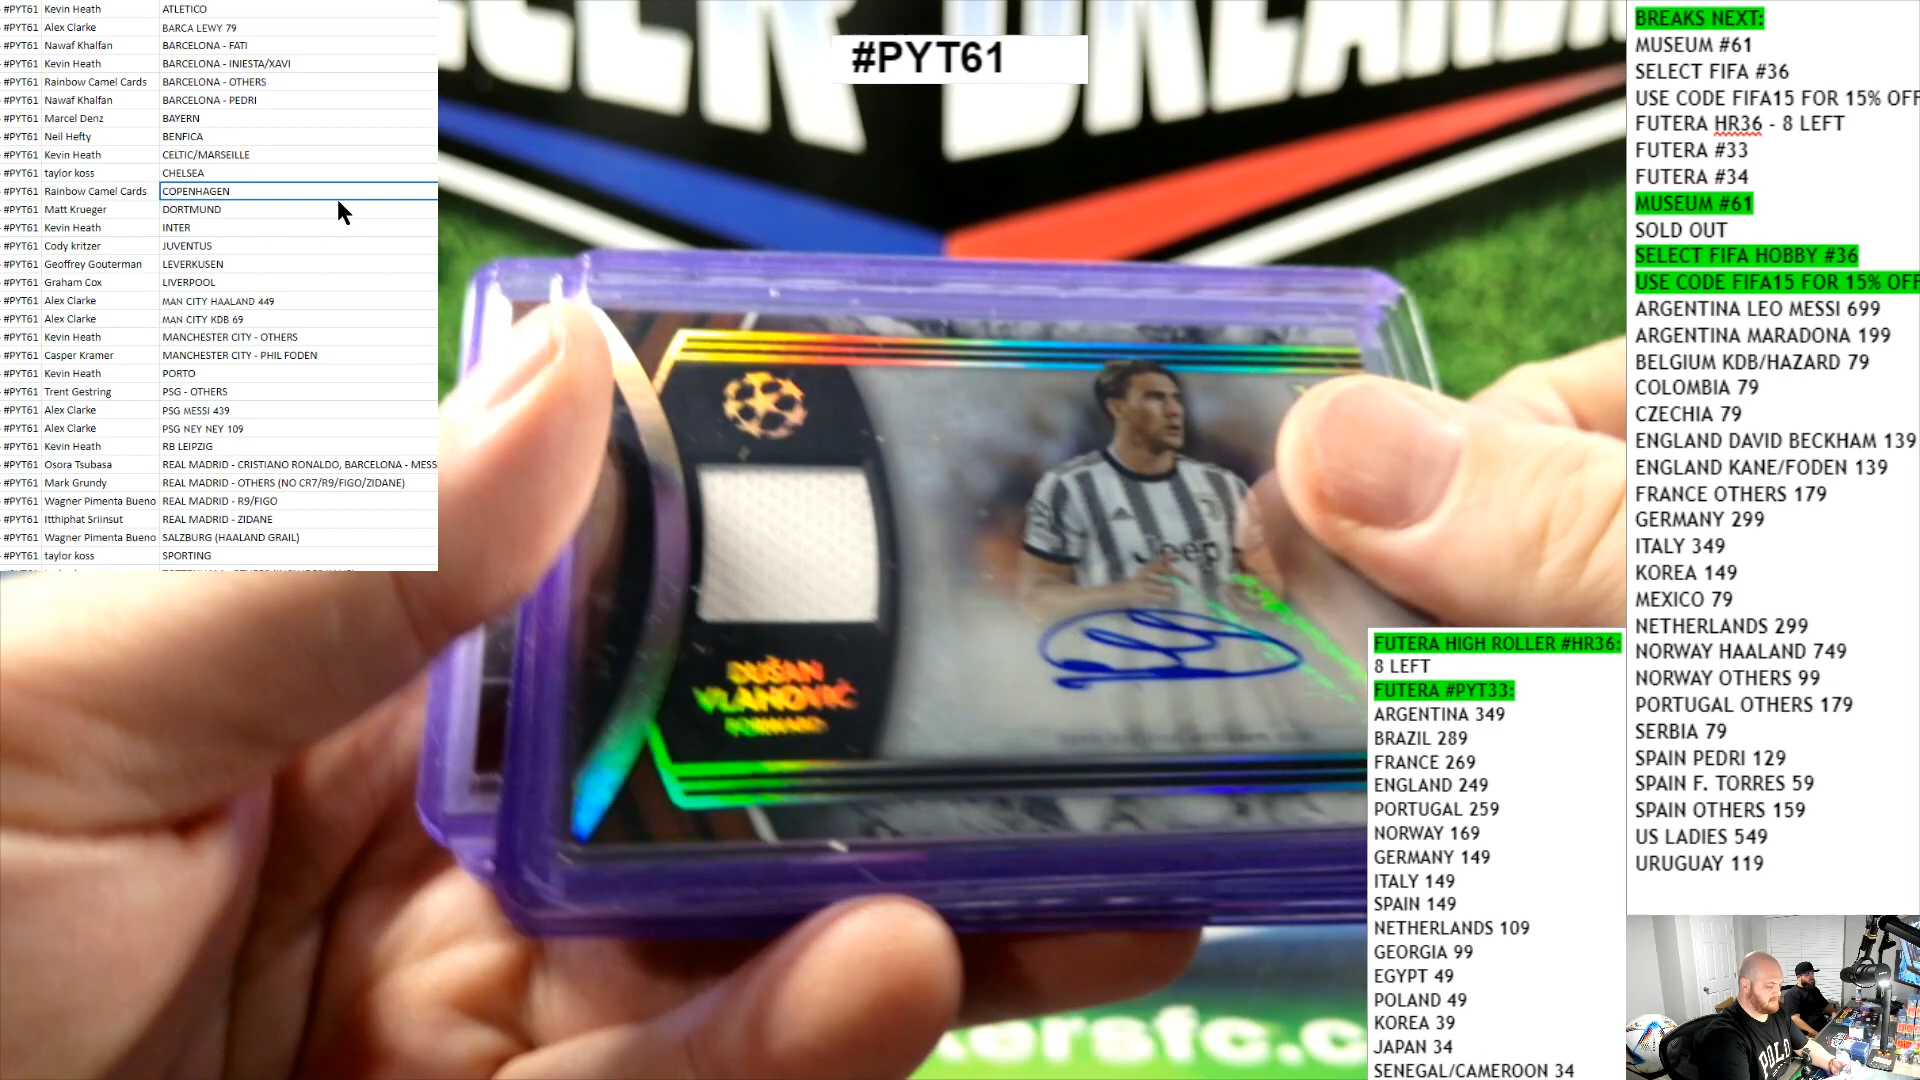 #PYT61 Kevin Heath ATLETICO
#PYT61 Alex Clarke BARCA LEWY 79
#PYT61 Nawaf Khalfan BARCELONA - FATI
#PYT61 Kevin Heath BARCELONA - INIESTA/XAVI
#PYT61 Rainbow Camel Cards BARCELONA - OTHERS
#PYT61 Nawaf Khalfan BARCELONA - PEDRI
#PYT61 Marcel Denz BAYERN
#PYT61 Neil Hefty BENFICA
#PYT61 Kevin Heath CELTIC/MARSEILLE
#PYT61 taylor koss CHELSEA
#PYT61 Rainbow Camel Cards COPENHAGEN
#PYT61 Matt Krueger DORTMUND
#PYT61 Kevin Heath INTER
#PYT61 Cody kritzer JUVENTUS
#PYT61 Geoffrey Gouterman LEVERKUSEN
#PYT61 Graham Cox LIVERPOOL
#PYT61 Alex Clarke MAN CITY HAALAND 449
#PYT61 Alex Clarke MAN CITY KDB 69
#PYT61 Kevin Heath MANCHESTER CITY - OTHERS
#PYT61 Casper Kramer MANCHESTER CITY - PHIL FODEN
#PYT61 Kevin Heath PORTO
#PYT61 Trent Gestring PSG - OTHERS
#PYT61 Alex Clarke PSG MESSI 439
#PYT61 Alex Clarke PSG NEY NEY 109
#PYT61 Kevin Heath RB LEIPZIG
#PYT61 Osora Tsubasa REAL MADRID - CRISTIANO RONALDO, BARCELONA - MESS
#PYT61 Mark Grundy REAL MADRID - OTHERS (NO CR7/R9/FIGO/ZIDANE)
#PYT61 Wagner Pimenta Bueno REAL MADRID - R9/FIGO
#PYT61 Itthiphat Sriinsut REAL MADRID - ZIDANE
#PYT61 Wagner Pimenta Bueno SALZBURG (HAALAND GRAIL)
#PYT61 taylor koss SPORTING
#PYT61
Jeep
DUŠAN
VLAHOVIĆ
FORWARD
kersfc.c
FUTERA HIGH ROLLER #HR36:
8 LEFT
FUTERA #PYT33:
ARGENTINA 349
BRAZIL 289
FRANCE 269
ENGLAND 249
PORTUGAL 259
NORWAY 169
GERMANY 149
ITALY 149
SPAIN 149
NETHERLANDS 109
GEORGIA 99
EGYPT 49
POLAND 49
KOREA 39
JAPAN 34
SENEGAL/CAMEROON 34
BREAKS NEXT:
MUSEUM #61
SELECT FIFA #36
USE CODE FIFA15 FOR 15% OFF
FUTERA HR36 - 8 LEFT
FUTERA #33
FUTERA #34
MUSEUM #61
SOLD OUT
SELECT FIFA HOBBY #36
USE CODE FIFA15 FOR 15% OFF
ARGENTINA LEO MESSI 699
ARGENTINA MARADONA 199
BELGIUM KDB/HAZARD 79
COLOMBIA 79
CZECHIA 79
ENGLAND DAVID BECKHAM 139
ENGLAND KANE/FODEN 139
FRANCE OTHERS 179
GERMANY 299
ITALY 349
KOREA 149
MEXICO 79
NETHERLANDS 299
NORWAY HAALAND 749
NORWAY OTHERS 99
PORTUGAL OTHERS 179
SERBIA 79
SPAIN PEDRI 129
SPAIN F. TORRES 59
SPAIN OTHERS 159
US LADIES 549
URUGUAY 119
POLO